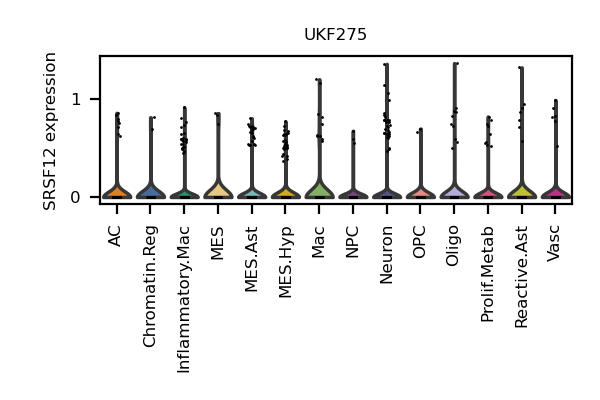 UKF275
SRSF12 expression
1
0
AC
Chromatin.Reg
Inflammatory.Mac
MES
MES.Ast
MES.Hyp
Mac
NPC
Neuron
OPC
Oligo
Prolif.Metab
Reactive.Ast
Vasc